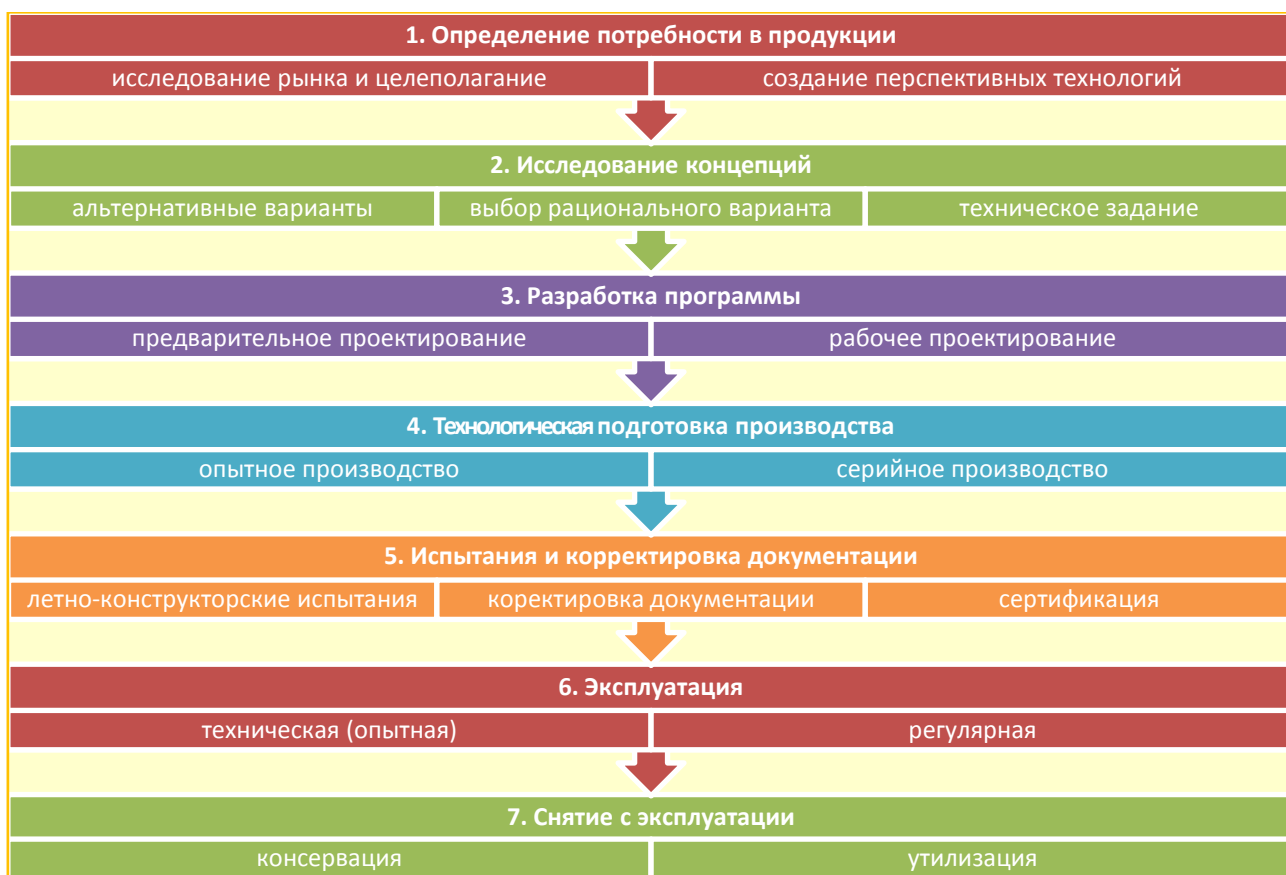 1. Определение потребности в продукции
исследование рынка и целеполагание
создание перспективных технологий
2. Исследование концепций
альтернативные варианты
выбор рационального варианта
техническое задание
3. Разработка программы
предварительное проектирование
рабочее проектирование
4. Технологическая подготовка производства
опытное производство
серийное производство
5. Испытания и корректировка документации
летно-конструкторские испытания
коректировка документации
сертификация
6. Эксплуатация
техническая (опытная)
регулярная
7. Снятие с эксплуатации
консервация
утилизация